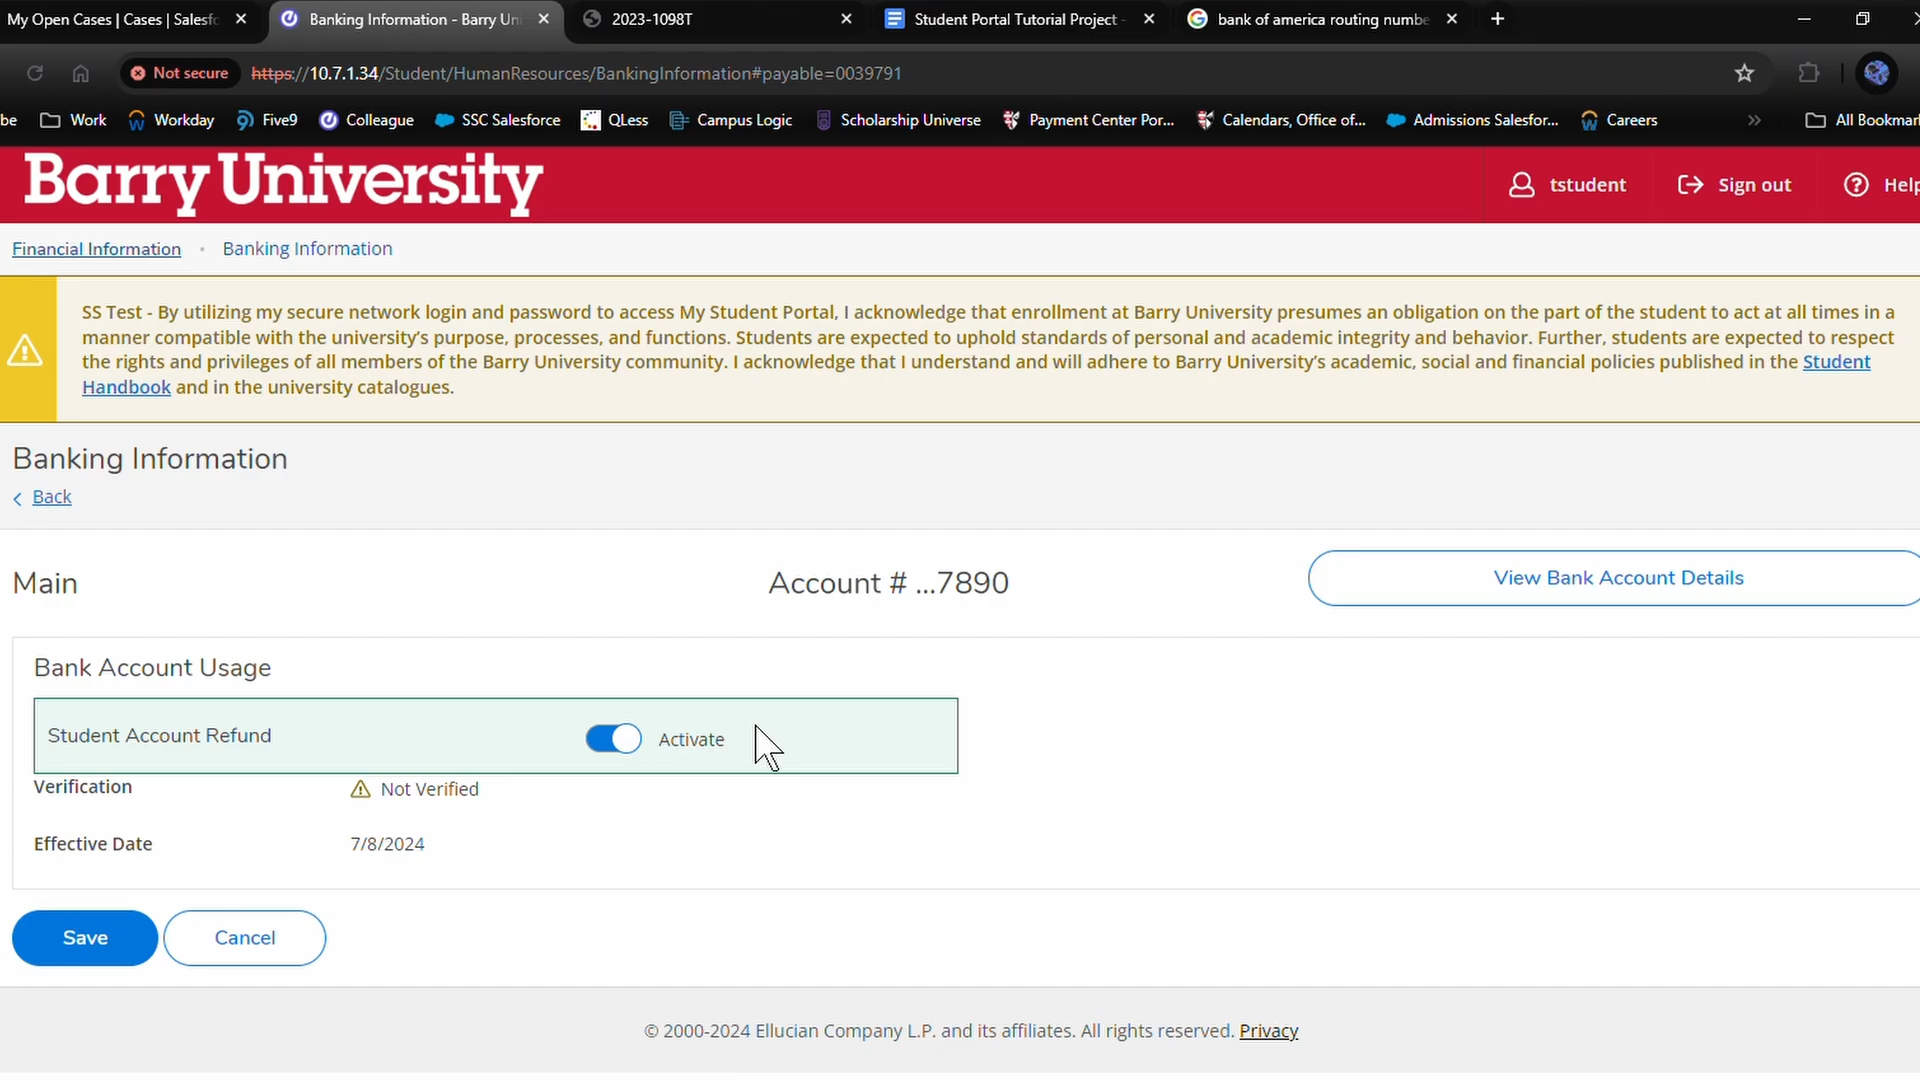 My Open Cases | Cases | Salesfo
Banking Information - Barry Uni
2023-1098T
Student Portal Tutorial Project -
bank of america routing numbe
Not secure
https://10.7.1.34/Student/HumanResources/BankingInformation#payable=0039791
be
Work
Workday
Five9
Colleague
SSC Salesforce
QLess
Campus Logic
Scholarship Universe
Payment Center Por...
Calendars, Office of...
Admissions Salesfor...
Careers
All Bookmar
Barry University
tstudent
Sign out
Help
Financial Information
Banking Information
SS Test - By utilizing my secure network login and password to access My Student Portal, I acknowledge that enrollment at Barry University presumes an obligation on the part of the student to act at all times in a
manner compatible with the university's purpose, processes, and functions. Students are expected to uphold standards of personal and academic integrity and behavior. Further, students are expected to respect
the rights and privileges of all members of the Barry University community. I acknowledge that I understand and will adhere to Barry University's academic, social and financial policies published in the Student
Handbook and in the university catalogues.
Banking Information
Back
Main
Account # ...7890
View Bank Account Details
Bank Account Usage
Student Account Refund
Activate
Verification
Not Verified
Effective Date
7/8/2024
Save
Cancel
© 2000-2024 Ellucian Company L.P. and its affiliates. All rights reserved. Privacy